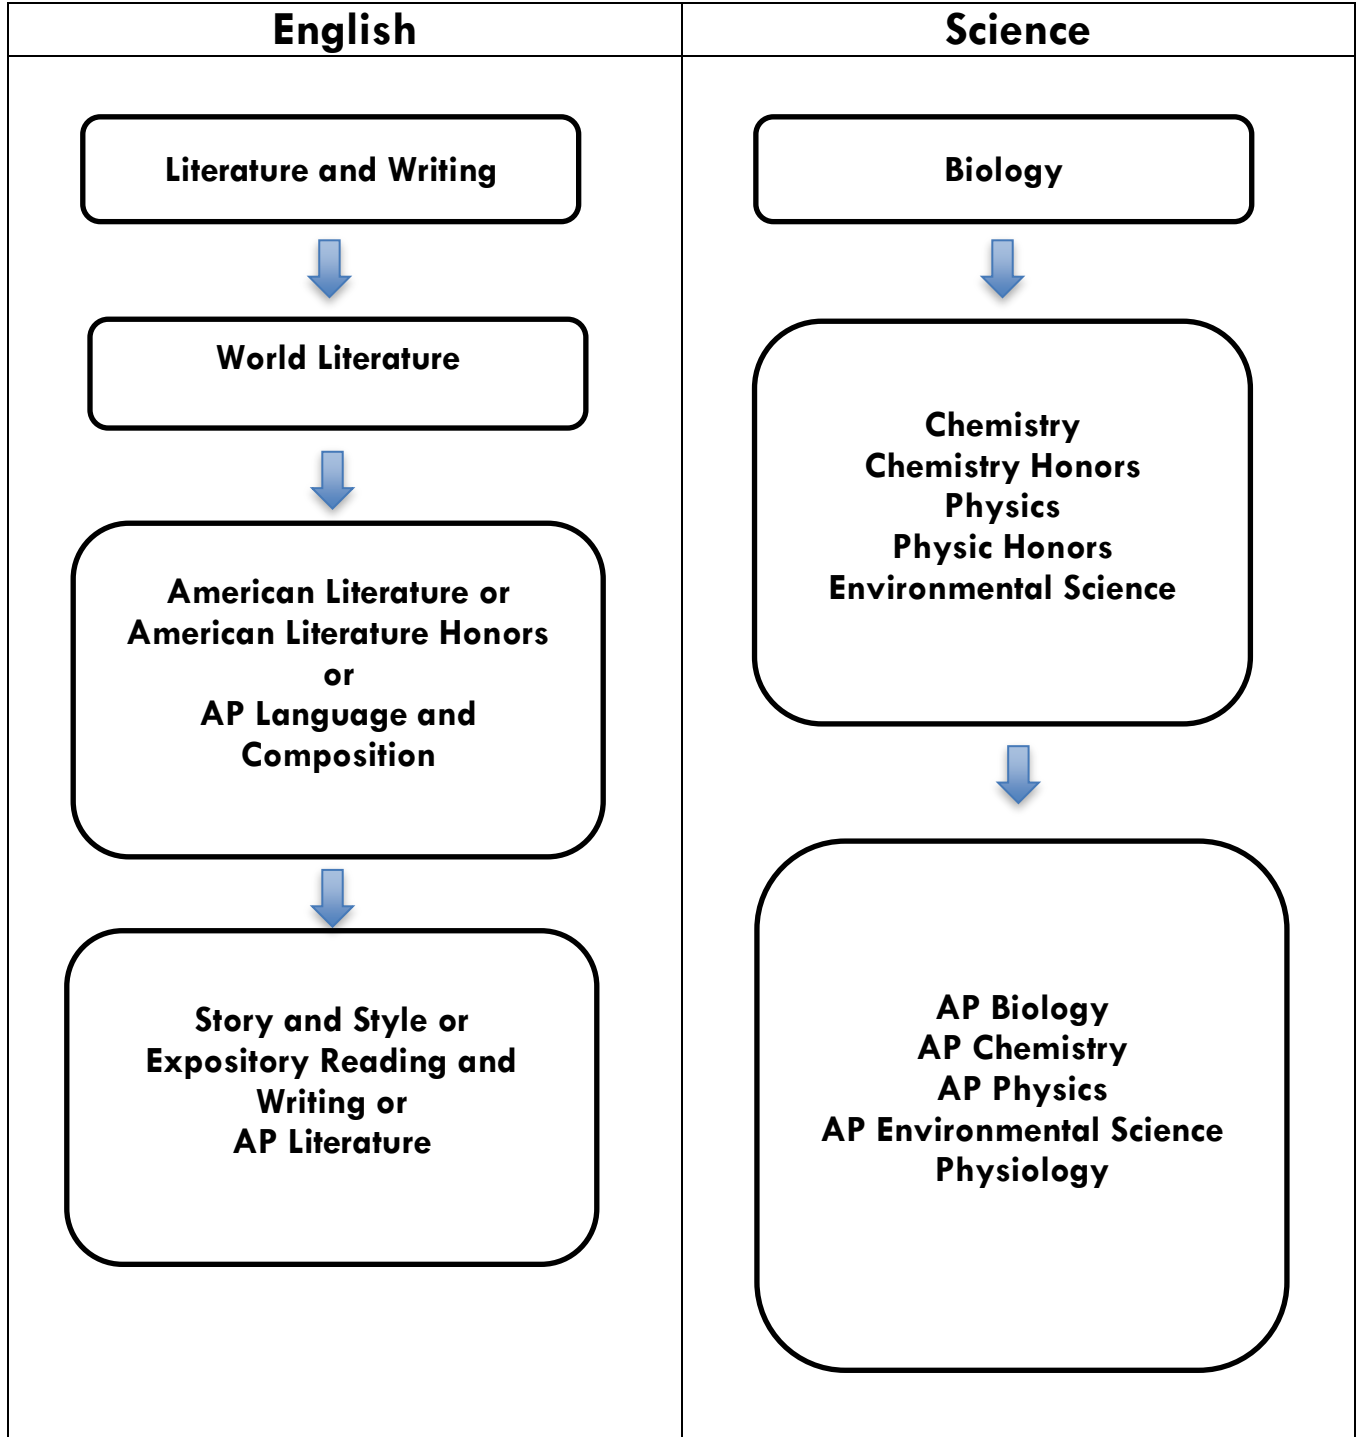 English
Literature and Writing
World Literature
American Literature or
American Literature Honors
or
AP Language and
Composition
Story and Style or
Expository Reading and
Writing or
AP Literature
Science
Biology
Chemistry
Chemistry Honors
Physics
Physic Honors
Environmental Science
AP Biology
AP Chemistry
AP Physics
AP Environmental Science
Physiology